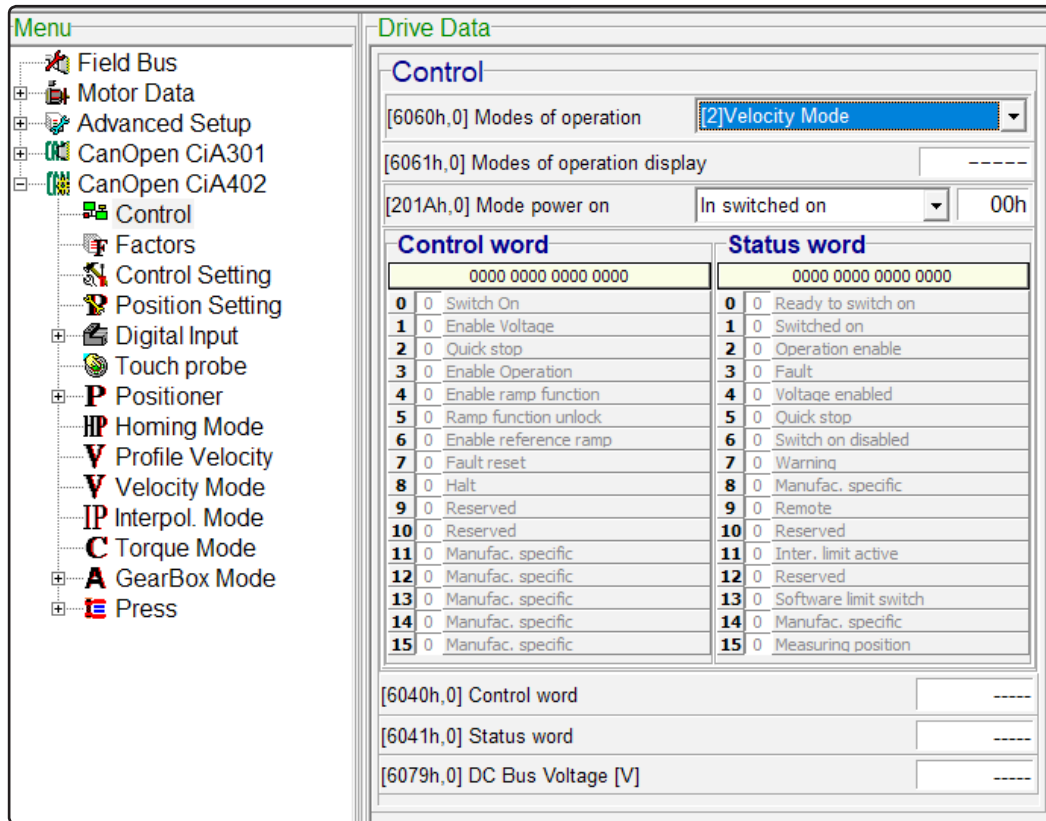 Menu
Field Bus
Motor Data
Advanced Setup
CanOpen CiA301
CanOpen CiA402
Control
Factors
Control Setting
Position Setting
Digital Input
Touch probe
P Positioner
HP Homing Mode
V Profile Velocity
V Velocity Mode
IP Interpol. Mode
C Torque Mode
A GearBox Mode
Press
Drive Data
Control
[6060h,0] Modes of operation [2]Velocity Mode
[6061h,0] Modes of operation display -----
[201Ah,0] Mode power on In switched on 00h
Control word
0000 0000 0000 0000
0 0 Switch On
1 0 Enable Voltage
2 0 Quick stop
3 0 Enable Operation
4 0 Enable ramp function
5 0 Ramp function unlock
6 0 Enable reference ramp
7 0 Fault reset
8 0 Halt
9 0 Reserved
10 0 Reserved
11 0 Manufac. specific
12 0 Manufac. specific
13 0 Manufac. specific
14 0 Manufac. specific
15 0 Manufac. specific
Status word
0000 0000 0000 0000
0 0 Ready to switch on
1 0 Switched on
2 0 Operation enable
3 0 Fault
4 0 Voltage enabled
5 0 Quick stop
6 0 Switch on disabled
7 0 Warning
8 0 Manufac. specific
9 0 Remote
10 0 Reserved
11 0 Inter. limit active
12 0 Reserved
13 0 Software limit switch
14 0 Manufac. specific
15 0 Measuring position
[6040h,0] Control word -----
[6041h,0] Status word -----
[6079h,0] DC Bus Voltage [V] -----